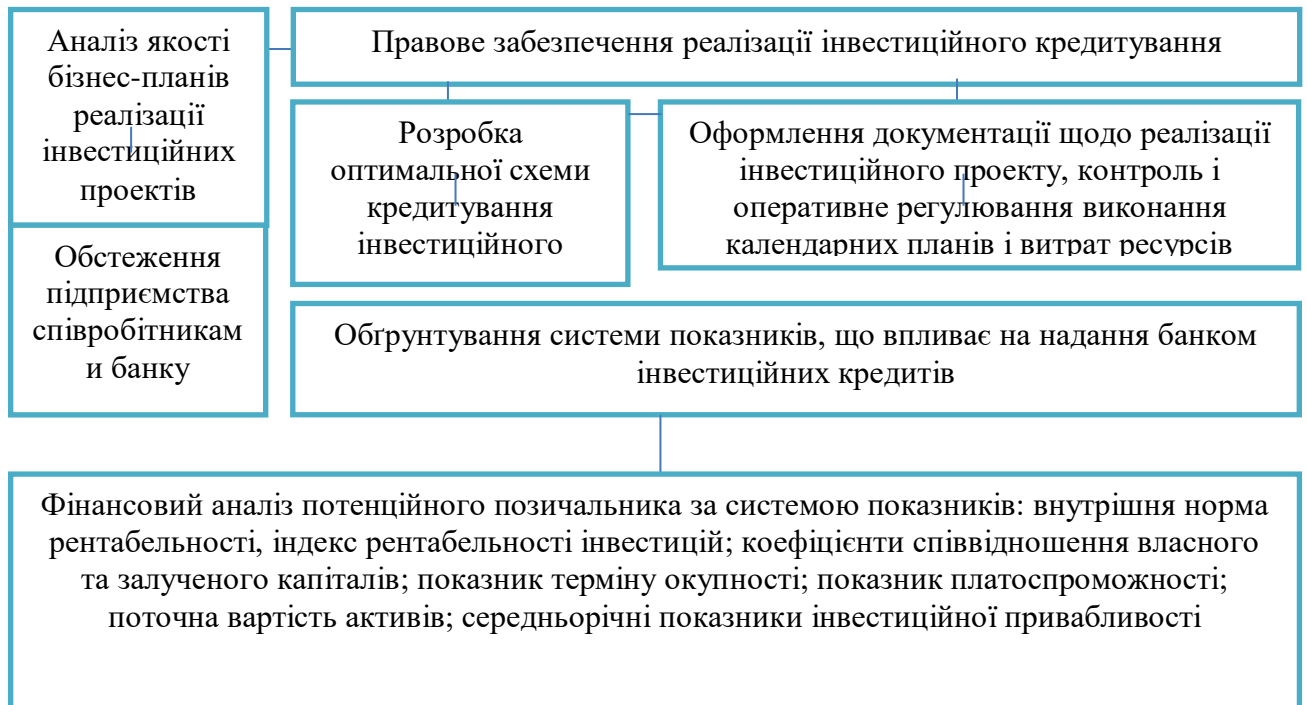 Аналіз якості
бізнес-планів
реалізації
інвестиційних
проектів
Правове забезпечення реалізації інвестиційного кредитування
Розробка
оптимальної схеми
кредитування
інвестиційного
Оформлення документації щодо реалізації
інвестиційного проекту, контроль і
оперативне регулювання виконання
календарних планів і витрат ресурсів
Обстеження
підприємства
співробітникам
и банку
Обґрунтування системи показників, що впливає на надання банком
інвестиційних кредитів
Фінансовий аналіз потенційного позичальника за системою показників: внутрішня норма
рентабельності, індекс рентабельності інвестицій; коефіцієнти співвідношення власного
та залученого капіталів; показник терміну окупності; показник платоспроможності;
поточна вартість активів; середньорічні показники інвестиційної привабливості